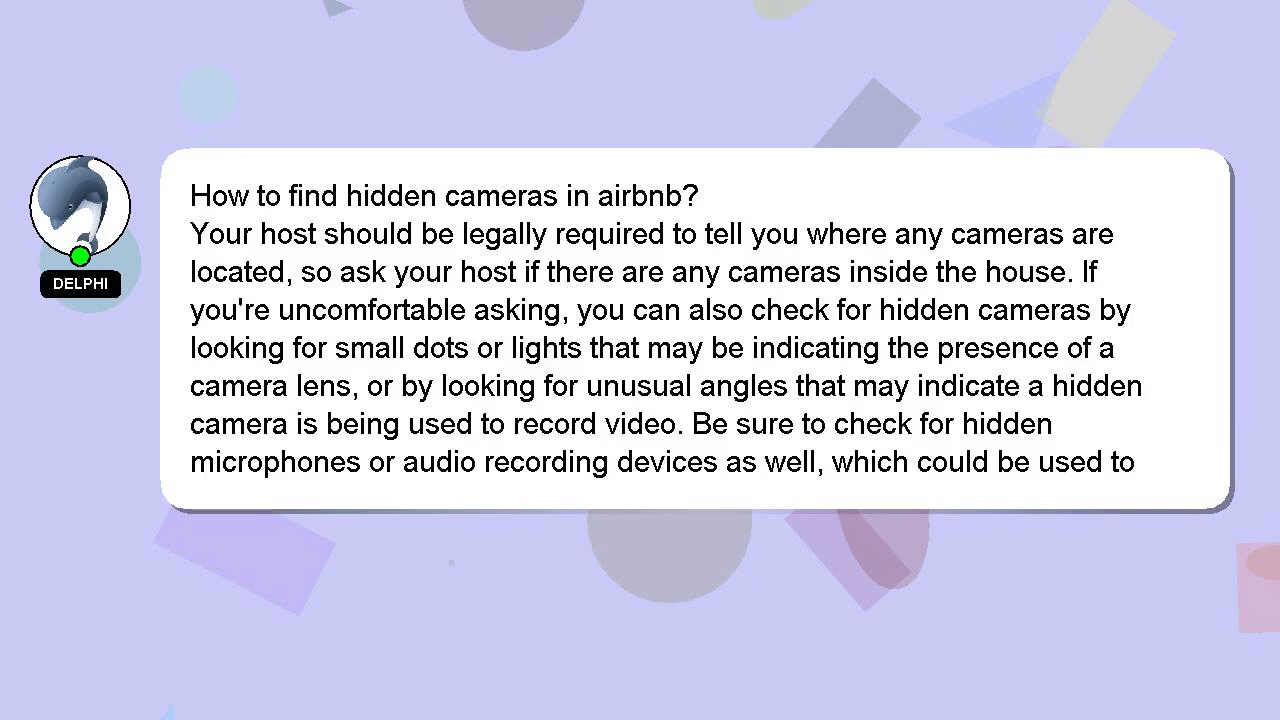 How to find hidden cameras in airbnb?
Your host should be legally required to tell you where any cameras are
located, so ask your host if there are any cameras inside the house. If
you're uncomfortable asking, you can also check for hidden cameras by
looking for small dots or lights that may be indicating the presence of a
camera lens, or by looking for unusual angles that may indicate a hidden
camera is being used to record video. Be sure to check for hidden
microphones or audio recording devices as well, which could be used to
DELPHI